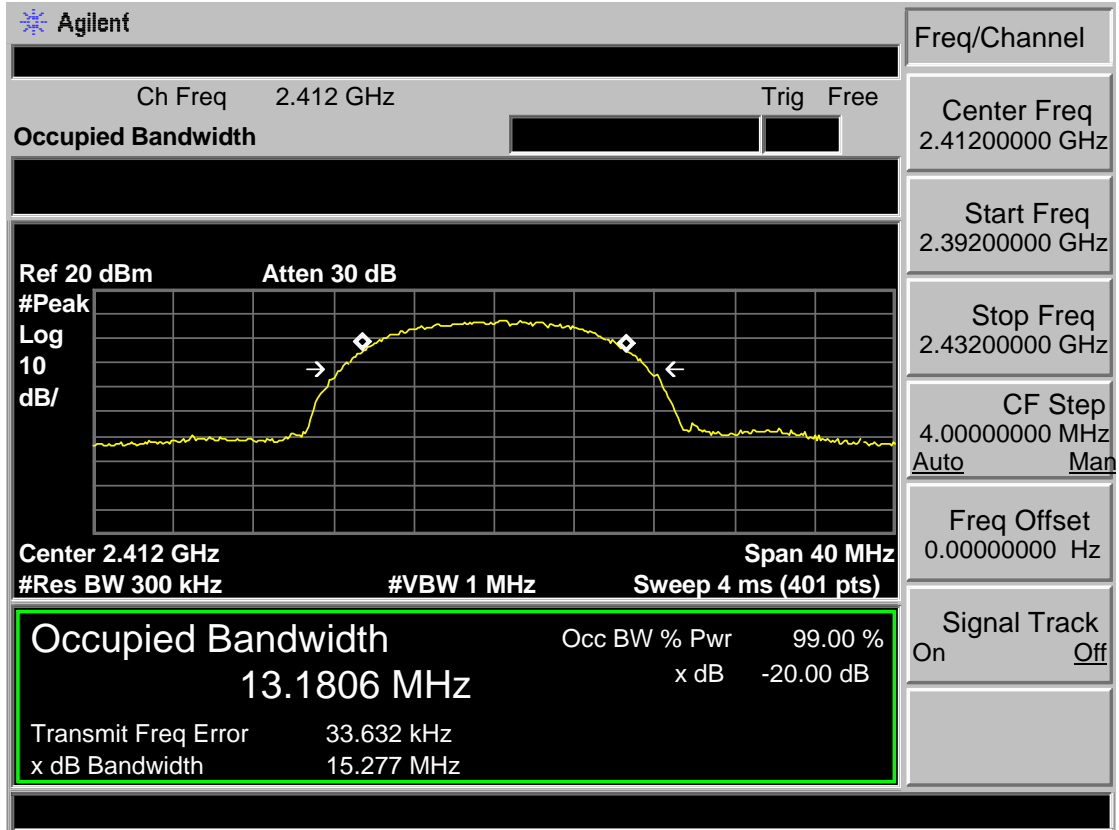 Agilent
Freq/Channel
Ch Freq 2.412 GHz Trig Free
Occupied Bandwidth
Center Freq
2.41200000 GHz
Start Freq
2.39200000 GHz
Stop Freq
2.43200000 GHz
CF Step
4.00000000 MHz
Auto Man
Freq Offset
0.00000000 Hz
Signal Track
On Off
Ref 20 dBm Atten 30 dB
#Peak
Log
10
dB/
Center 2.412 GHz Span 40 MHz
#Res BW 300 kHz #VBW 1 MHz Sweep 4 ms (401 pts)
Occupied Bandwidth Occ BW % Pwr 99.00 %
13.1806 MHz x dB -20.00 dB
Transmit Freq Error 33.632 kHz
x dB Bandwidth 15.277 MHz